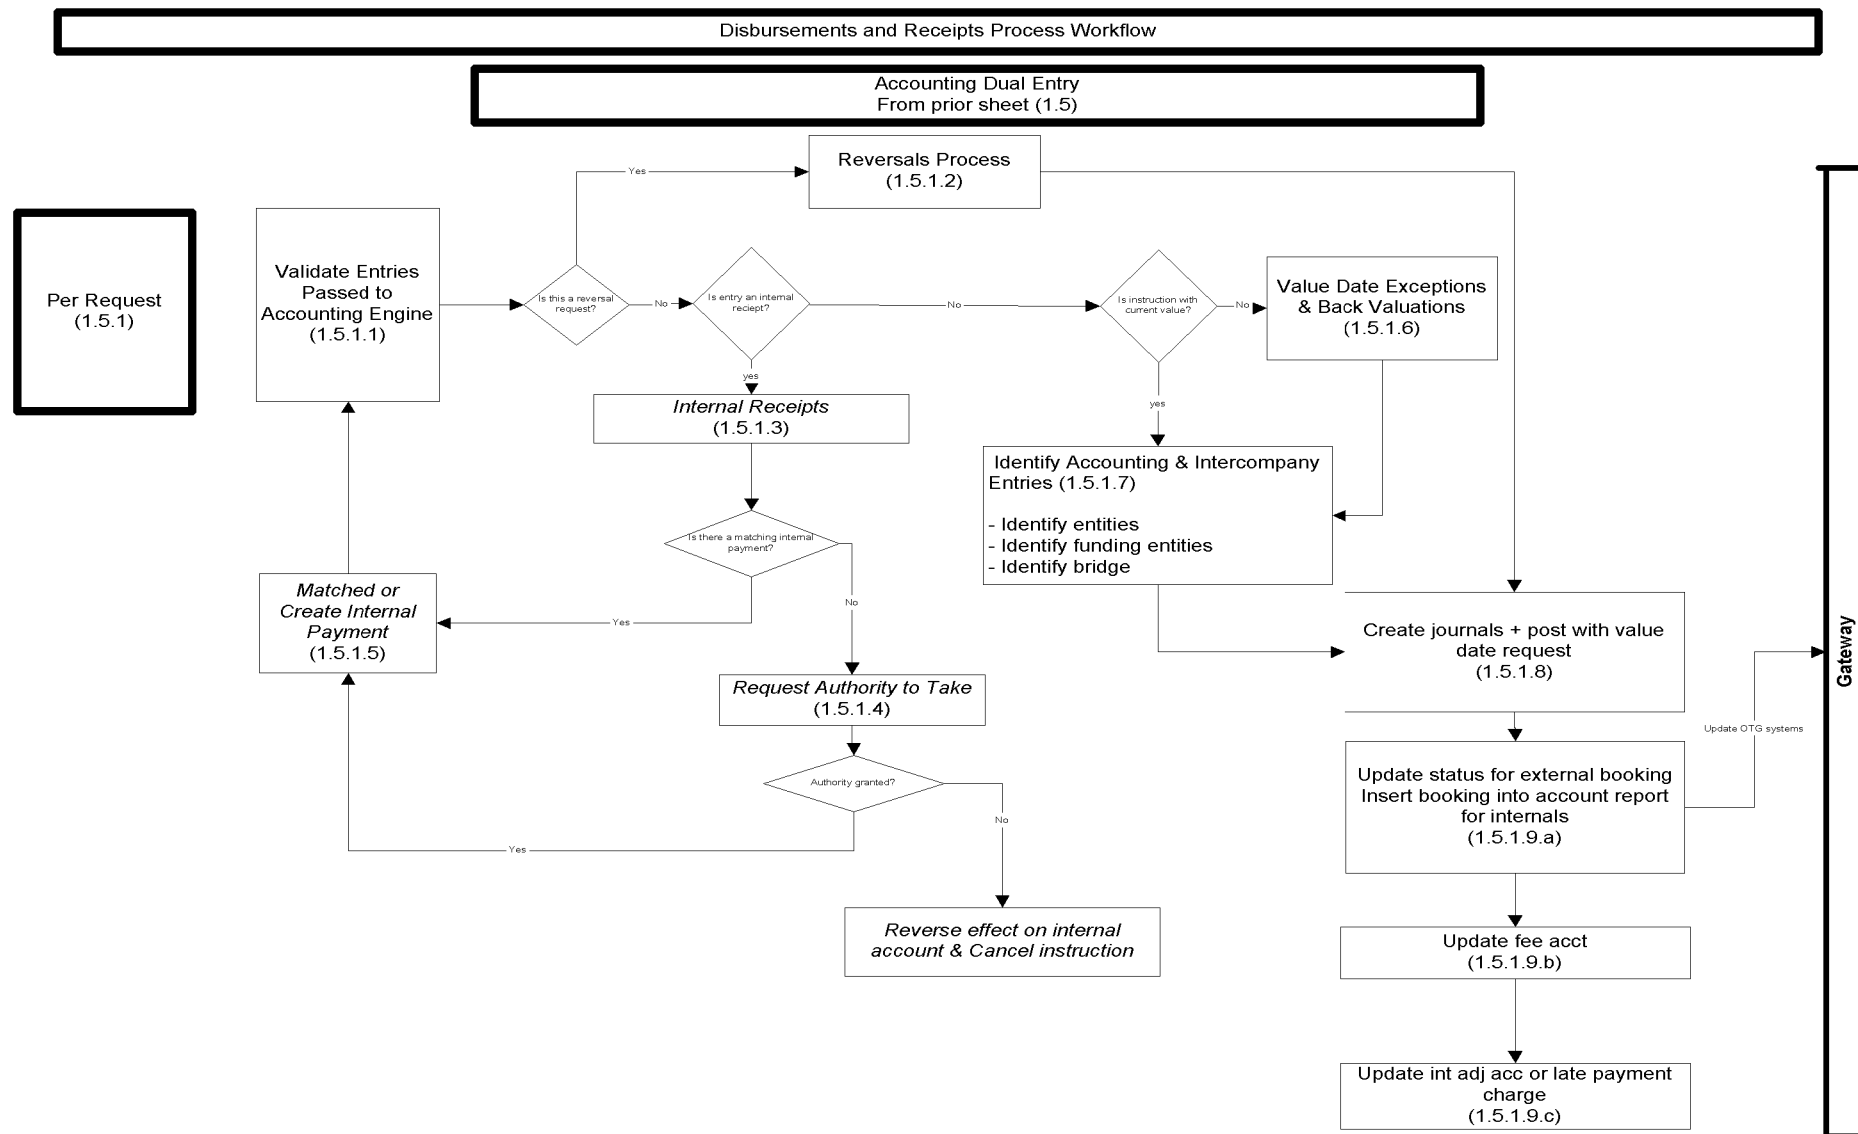 Disbursements and Receipts Process Workflow
Accounting Dual Entry
From prior sheet (1.5)
Reversals Process
(1.5.1.2)
Yes
Per Request
(1.5.1)
Validate Entries
Passed to
Accounting Engine
(1.5.1.1)
Is this a reversal
request?
No
Is entry an internal
reciept?
No
Is instruction with
current value?
No
Value Date Exceptions
& Back Valuations
(1.5.1.6)
yes
yes
Internal Receipts
(1.5.1.3)
Identify Accounting & Intercompany
Entries (1.5.1.7)
- Identify entities
- Identify funding entities
- Identify bridge
Is there a matching internal
payment?
No
Yes
Matched or
Create Internal
Payment
(1.5.1.5)
Create journals + post with value
date request
(1.5.1.8)
Gateway
Request Authority to Take
(1.5.1.4)
Update OTG systems
Authority granted?
No
Yes
Update status for external booking
Insert booking into account report
for internals
(1.5.1.9.a)
Reverse effect on internal
account & Cancel instruction
Update fee acct
(1.5.1.9.b)
Update int adj acc or late payment
charge
(1.5.1.9.c)